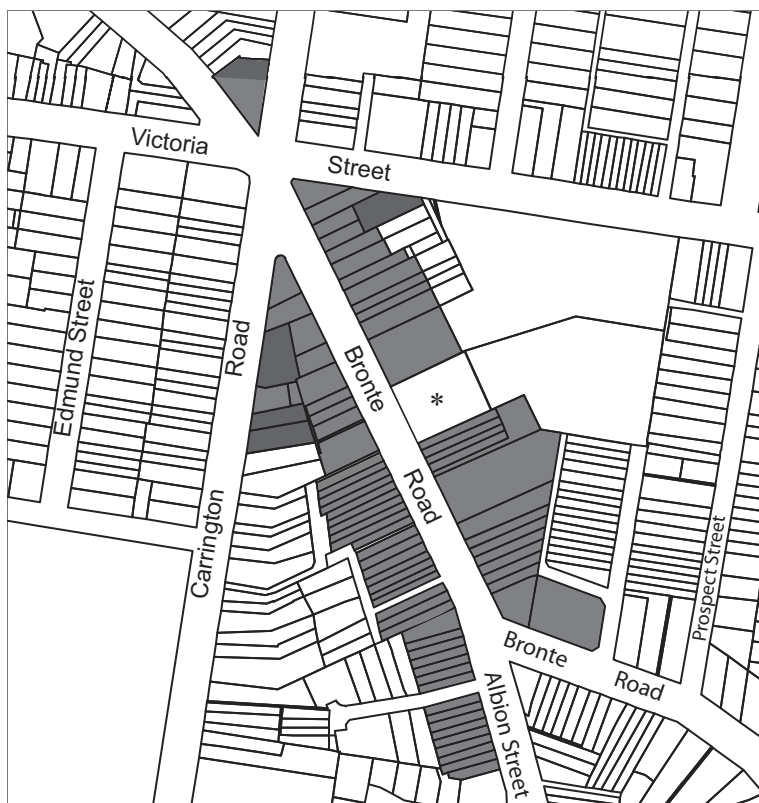 Victoria
Street
Edmund Street
Road
Bronte
*
Road
Carrington
Prospect Street
Bronte
Road
Albion Street